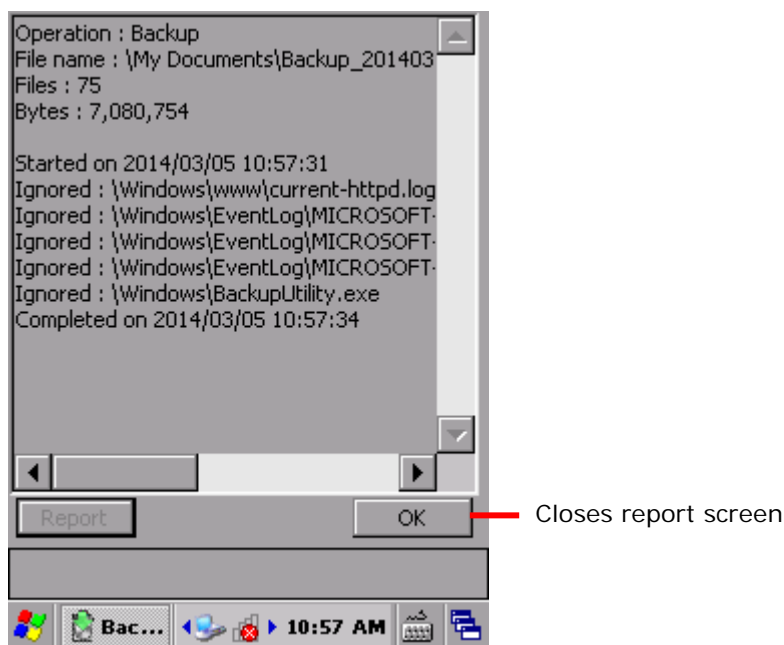 Operation : Backup
File name : \My Documents\Backup_201403
Files : 75
Bytes : 7,080,754
Started on 2014/03/05 10:57:31
Ignored : \Windows\www\current-httpd.log
Ignored : \Windows\EventLog\MICROSOFT-
Ignored : \Windows\EventLog\MICROSOFT-
Ignored : \Windows\EventLog\MICROSOFT-
Ignored : \Windows\BackupUtility.exe
Completed on 2014/03/05 10:57:34
Report
OK
Closes report screen
Bac...
10:57 AM